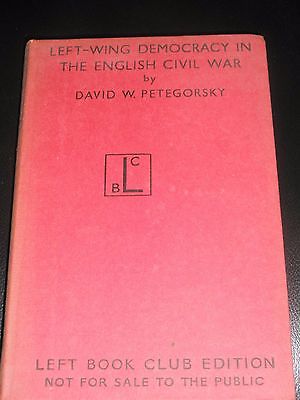 LEFT-WING DEMOCRACY IN
THE ENGLISH CIVIL WAR
by
DAVID W. PETEGORSKY
C
L
B
LEFT BOOK CLUB EDITION
NOT FOR SALE TO THE PUBLIC